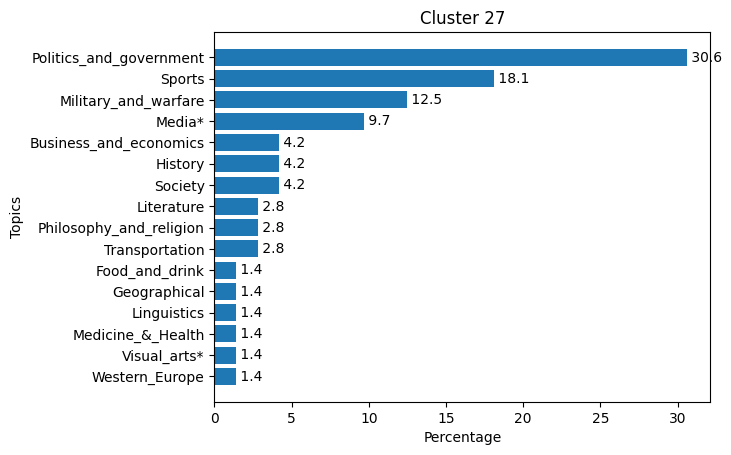 Cluster 27
Politics_and_government 30.6
Sports 18.1
Military_and_warfare 12.5
Media* 9.7
Business_and_economics 4.2
History 4.2
Society 4.2
Literature 2.8
Philosophy_and_religion 2.8
Transportation 2.8
Food_and_drink 1.4
Geographical 1.4
Linguistics 1.4
Medicine_&_Health 1.4
Visual_arts* 1.4
Western_Europe 1.4
Topics
0 5 10 15 20 25 30
Percentage